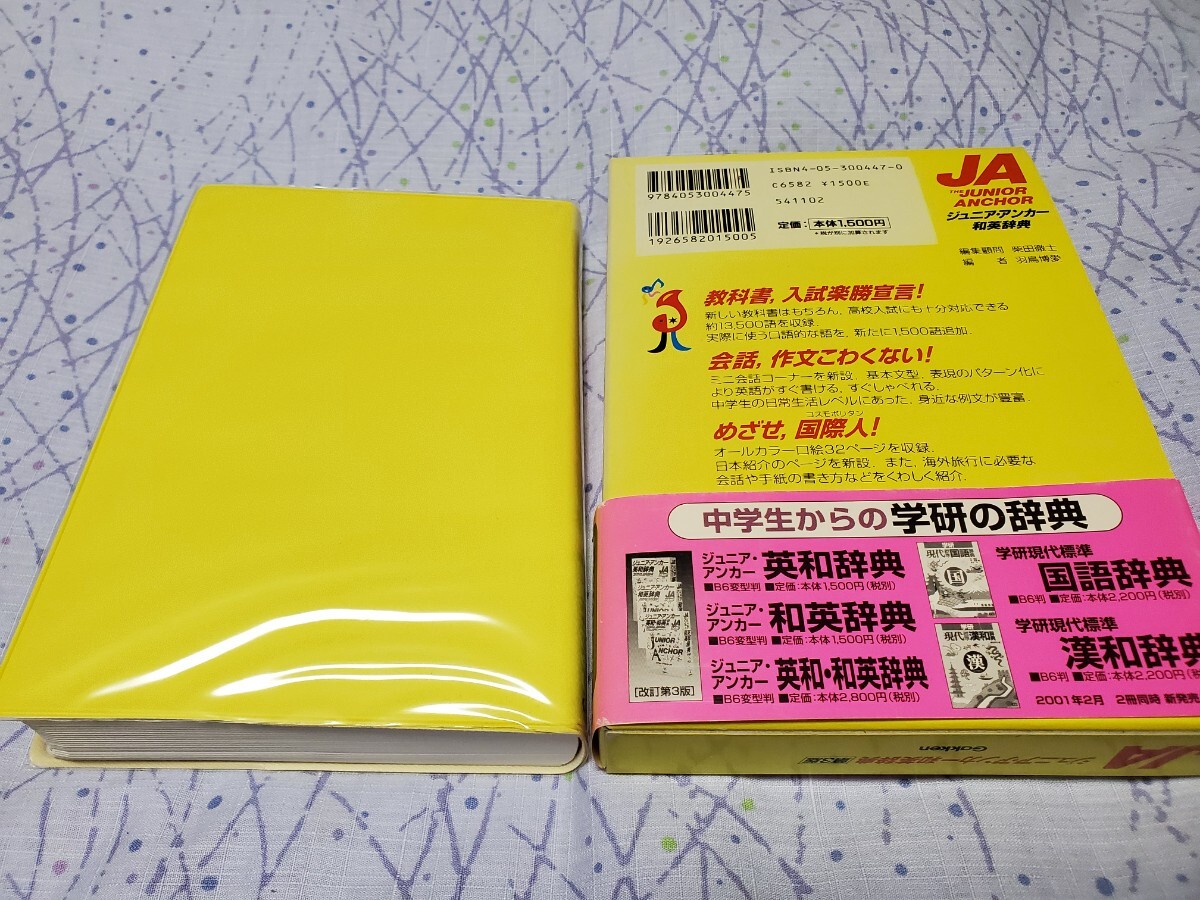 ISBN4-05-300447-0
C6582 ¥1500E
541102
9784053004475
1926582015005
定価：本体1,500円
＊税が別に加算されます
JA
THE JUNIOR
ANCHOR
ジュニア・アンカー
和英辞典
編集顧問 柴田徹士
編 者 羽鳥博愛
教科書，入試楽勝宣言！
新しい教科書はもちろん，高校入試にも十分対応できる
約13,500語を収録．
実際に使う口語的な語を，新たに1,500語追加．
会話，作文こわくない！
ミニ会話コーナーを新設．基本文型，表現のパターン化に
より英語がすぐ書ける，すぐしゃべれる．
中学生の日常生活レベルにあった，身近な例文が豊富．
コスモポリタン
めざせ，国際人！
オールカラー口絵32ページを収録．
日本紹介のページを新設．また，海外旅行に必要な
会話や手紙の書き方などをくわしく紹介．
中学生からの学研の辞典
ジュニア・アンカー 英和辞典
■B6変型判 ■定価：本体1,500円（税別）
ジュニア・アンカー 和英辞典
■B6変型判 ■定価：本体1,500円（税別）
ジュニア・アンカー 英和・和英辞典
■B6変型判 ■定価：本体2,800円（税別）
[改訂第3版]
学研現代標準
国語辞典
■B6判 ■定価：本体2,200円（税別）
学研現代標準
漢和辞典
■B6判 ■定価：本体2,200円（税別）
2001年2月 2冊同時 新発売
JA
ジュニア・アンカー和英辞典 第3版
Gakken